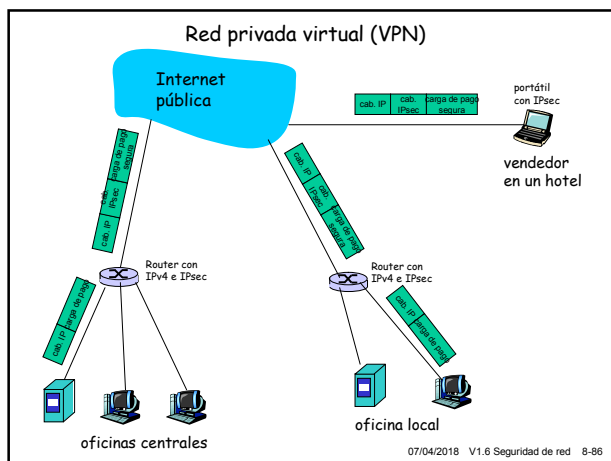 Red privada virtual (VPN)
Internet
pública
portátil
con IPsec
cab. IP
cab.
IPsec
carga de pago
segura
vendedor
en un hotel
cab. IP
cab.
IPsec
carga de pago
segura
cab. IP
cab.
IPsec
carga de pago
segura
Router con
IPv4 e IPsec
Router con
IPv4 e IPsec
cab. IP
carga de pago
cab. IP
carga de pago
oficinas centrales
oficina local
07/04/2018 V1.6 Seguridad de red 8-86